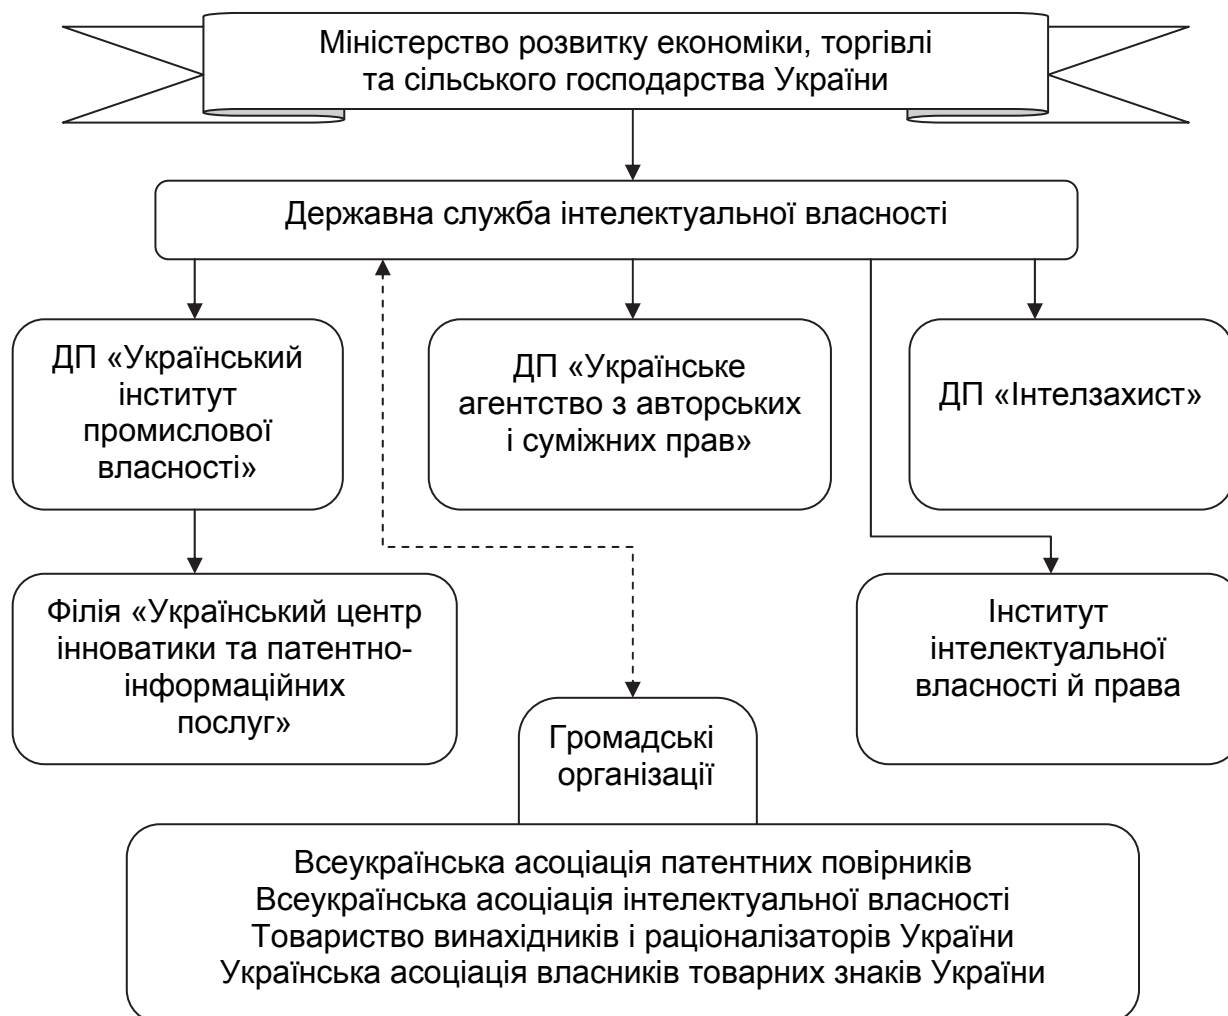 Міністерство розвитку економіки, торгівлі
та сільського господарства України
Державна служба інтелектуальної власності
ДП «Український
інститут
промислової
власності»
ДП «Українське
агентство з авторських
і суміжних прав»
ДП «Інтелзахист»
Філія «Український центр
інноватики та патентно-
інформаційних
послуг»
Інститут
інтелектуальної
власності й права
Громадські
організації
Всеукраїнська асоціація патентних повірників
Всеукраїнська асоціація інтелектуальної власності
Товариство винахідників і раціоналізаторів України
Українська асоціація власників товарних знаків України